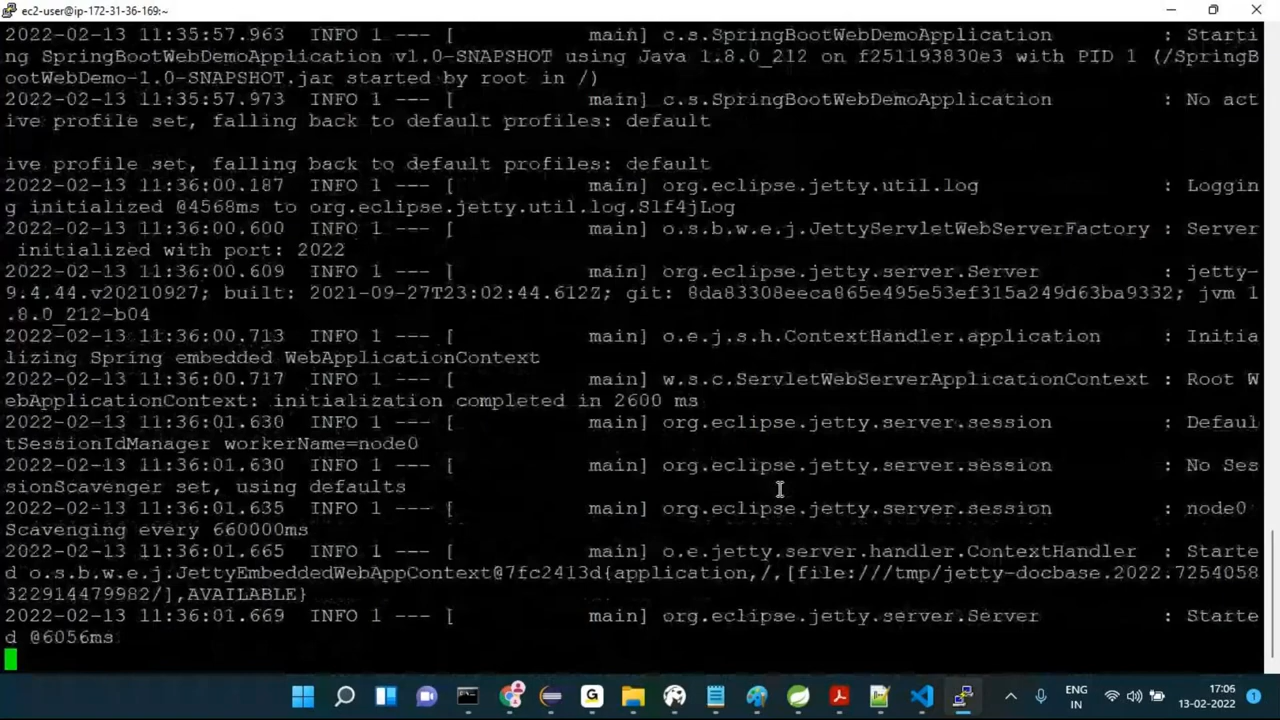 ec2-user@ip-172-31-36-169:~
2022-02-13 11:35:57.963  INFO 1 --- [           main] c.s.SpringBootWebDemoApplication         : Starti
ng SpringBootWebDemoApplication v1.0-SNAPSHOT using Java 1.8.0_212 on f251193830e3 with PID 1 (/SpringB
ootWebDemo-1.0-SNAPSHOT.jar started by root in /)
2022-02-13 11:35:57.973  INFO 1 --- [           main] c.s.SpringBootWebDemoApplication         : No act
ive profile set, falling back to default profiles: default
ive profile set, falling back to default profiles: default
2022-02-13 11:36:00.187  INFO 1 --- [           main] org.eclipse.jetty.util.log               : Loggin
g initialized @4568ms to org.eclipse.jetty.util.log.Slf4jLog
2022-02-13 11:36:00.600  INFO 1 --- [           main] o.s.b.w.e.j.JettyServletWebServerFactory : Server
 initialized with port: 2022
2022-02-13 11:36:00.609  INFO 1 --- [           main] org.eclipse.jetty.server.Server          : jetty-
9.4.44.v20210927; built: 2021-09-27T23:02:44.612Z; git: 8da83308eeca865e495e53ef315a249d63ba9332; jvm 1
.8.0_212-b04
2022-02-13 11:36:00.713  INFO 1 --- [           main] o.e.j.s.h.ContextHandler.application     : Initia
lizing Spring embedded WebApplicationContext
2022-02-13 11:36:00.717  INFO 1 --- [           main] w.s.c.ServletWebServerApplicationContext : Root W
ebApplicationContext: initialization completed in 2600 ms
2022-02-13 11:36:01.630  INFO 1 --- [           main] org.eclipse.jetty.server.session         : Defaul
tSessionIdManager workerName=node0
2022-02-13 11:36:01.630  INFO 1 --- [           main] org.eclipse.jetty.server.session         : No Ses
sionScavenger set, using defaults
2022-02-13 11:36:01.635  INFO 1 --- [           main] org.eclipse.jetty.server.session         : node0
Scavenging every 660000ms
2022-02-13 11:36:01.665  INFO 1 --- [           main] o.e.jetty.server.handler.ContextHandler  : Starte
d o.s.b.w.e.j.JettyEmbeddedWebAppContext@7fc2413d{application,/,[file:///tmp/jetty-docbase.2022.7254058
322914479982/],AVAILABLE}
2022-02-13 11:36:01.669  INFO 1 --- [           main] org.eclipse.jetty.server.Server          : Starte
d @6056ms
ENG
IN
17:06
13-02-2022
1